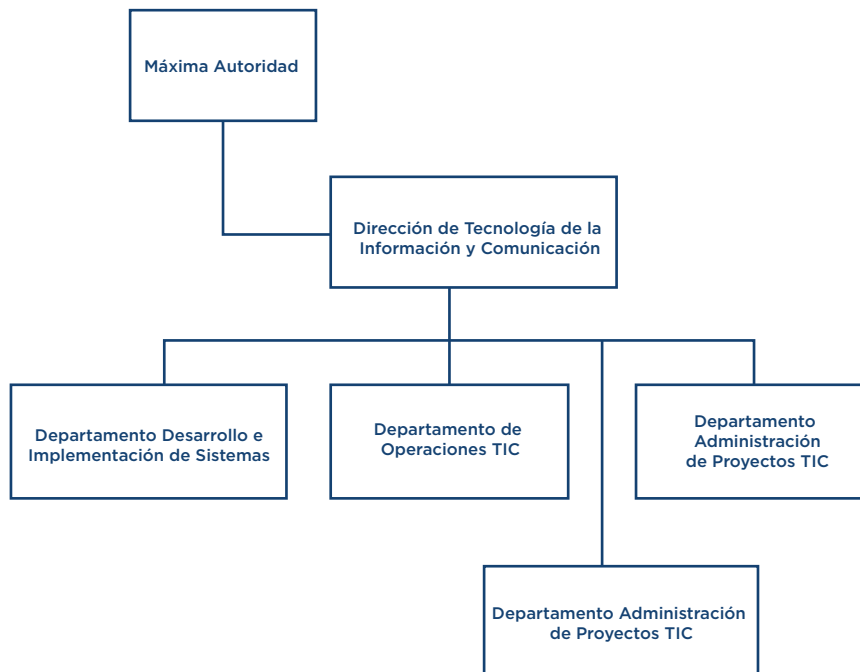 Máxima Autoridad
Dirección de Tecnología de la
Información y Comunicación
Departamento Desarrollo e
Implementación de Sistemas
Departamento de
Operaciones TIC
Departamento
Administración
de Proyectos TIC
Departamento Administración
de Proyectos TIC